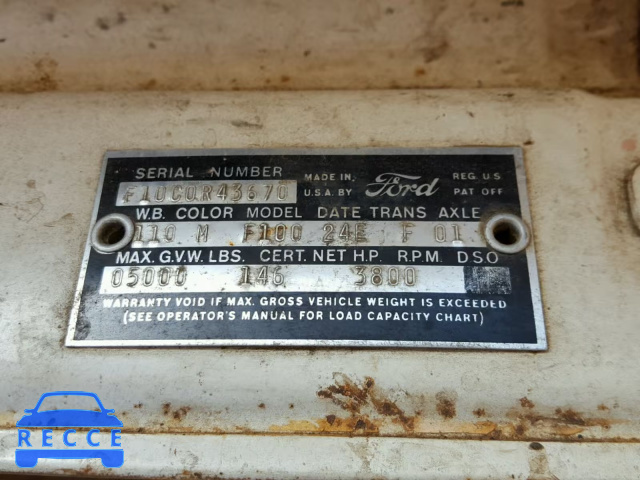 SERIAL NUMBER MADE IN REG. U.S.
F10COR43670 U.S.A. BY Ford PAT OFF
W.B. COLOR MODEL DATE TRANS AXLE
110 M F100 24E F 01
MAX. G.V.W. LBS. CERT. NET H.P. R.P.M. DSO
05000 146 3800
WARRANTY VOID IF MAX. GROSS VEHICLE WEIGHT IS EXCEEDED
(SEE OPERATOR'S MANUAL FOR LOAD CAPACITY CHART)
RECCE